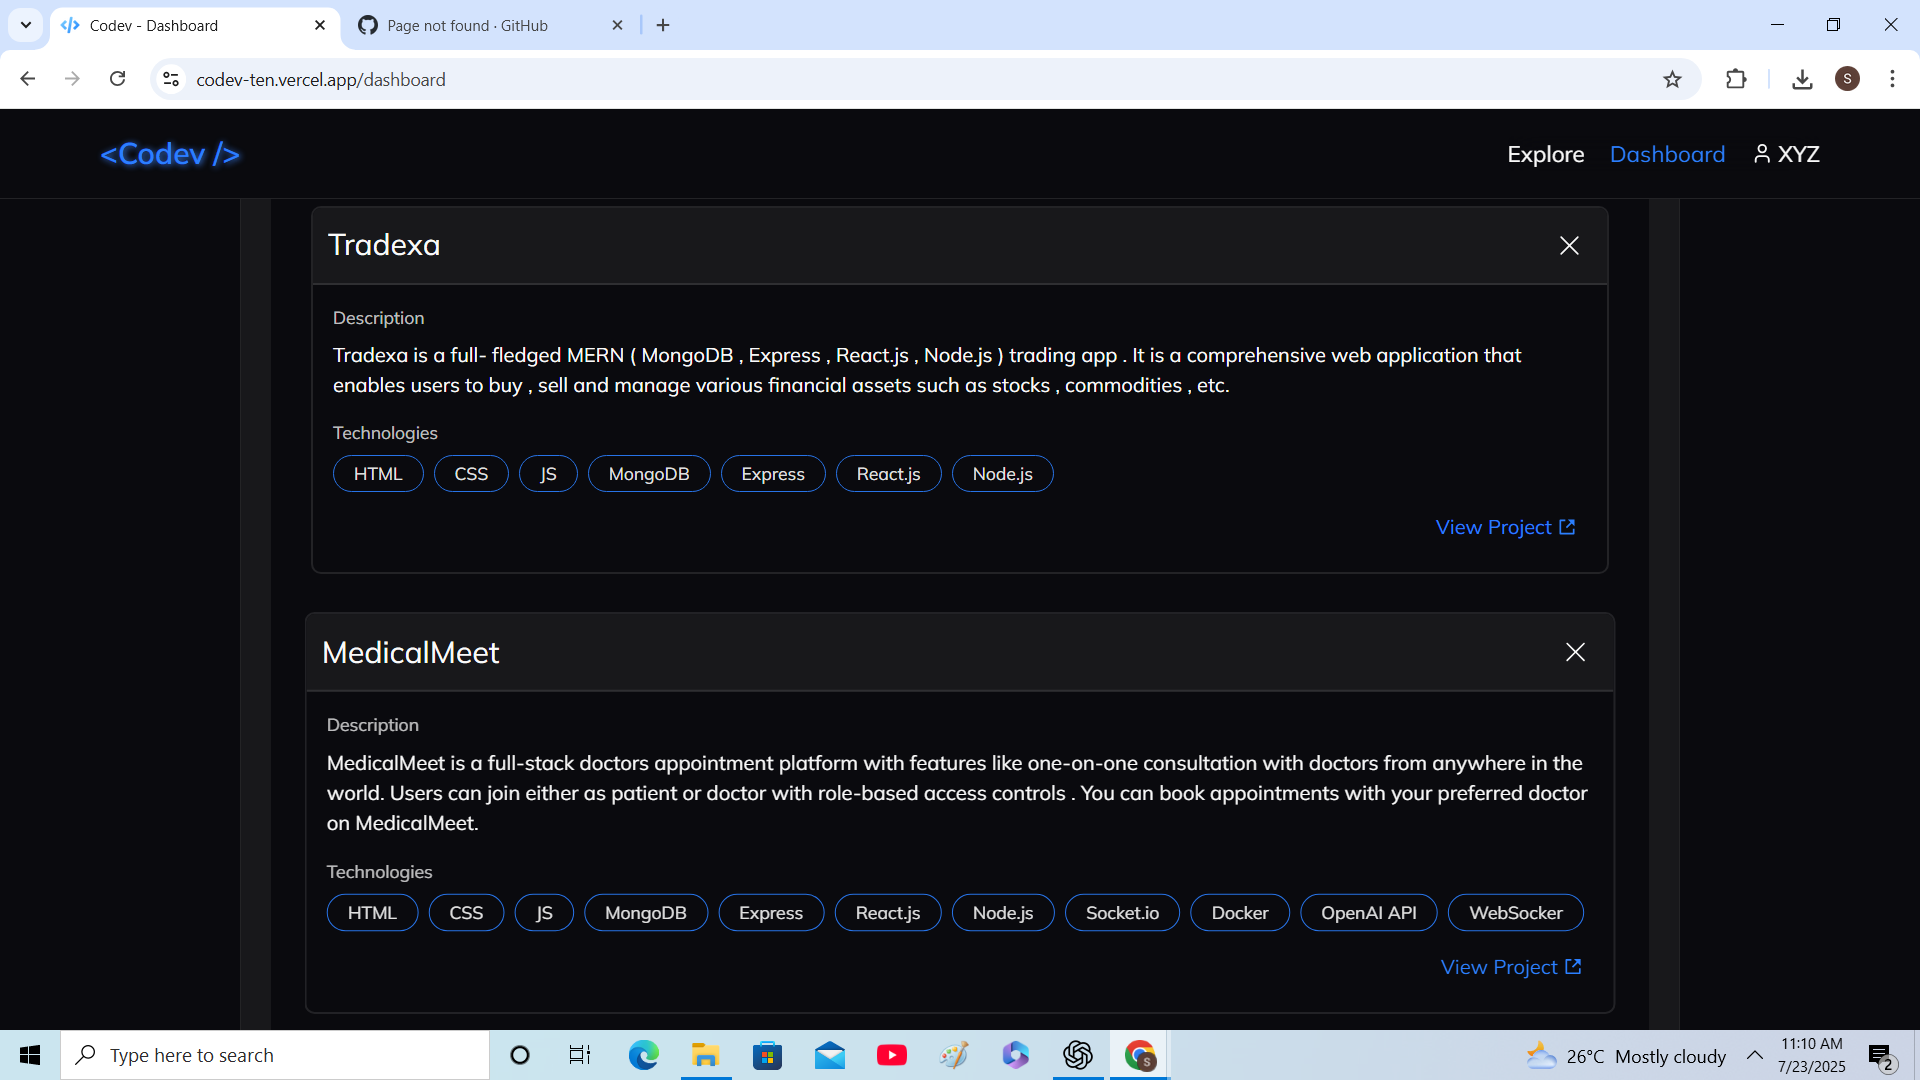 Codev - Dashboard
Page not found · GitHub
codev-ten.vercel.app/dashboard
S
<Codev />
Explore
Dashboard
XYZ
Tradexa
Description
Tradexa is a full- fledged MERN ( MongoDB , Express , React.js , Node.js ) trading app . It is a comprehensive web application that
enables users to buy , sell and manage various financial assets such as stocks , commodities , etc.
Technologies
HTML CSS JS MongoDB Express React.js Node.js
View Project
MedicalMeet
Description
MedicalMeet is a full-stack doctors appointment platform with features like one-on-one consultation with doctors from anywhere in the
world. Users can join either as patient or doctor with role-based access controls . You can book appointments with your preferred doctor
on MedicalMeet.
Technologies
HTML CSS JS MongoDB Express React.js Node.js Socket.io Docker OpenAI API WebSocker
View Project
Type here to search
S
26°C Mostly cloudy
11:10 AM
7/23/2025
2